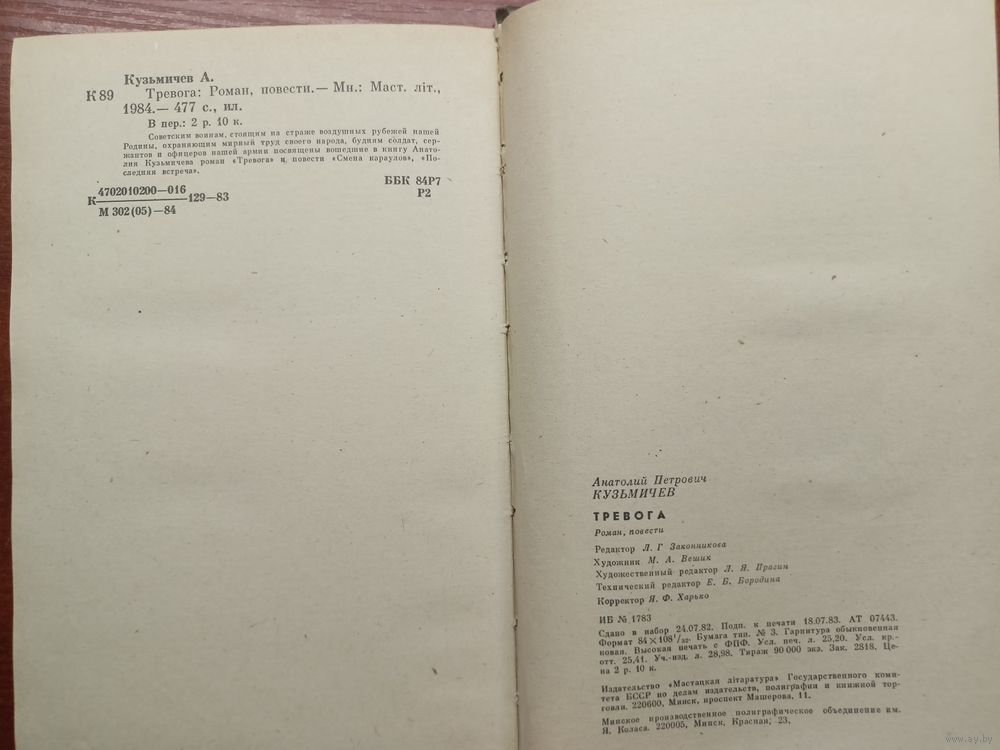 Кузьмичев А.
К 89 Тревога: Роман, повести.— Мн.: Маст. літ.,
1984.— 477 с., ил.
В пер.: 2 р. 10 к.
Советским воинам, стоящим на страже воздушных рубежей нашей
Родины, охраняющим мирный труд своего народа, будням солдат, сер-
жантов и офицеров нашей армии посвящены вошедшие в книгу Анато-
лия Кузьмичева роман «Тревога» и повести «Смена караулов», «По-
следняя встреча».
К 4702010200—016
М 302(05)—84
129—83
ББК 84Р7
Р2
Анатолий Петрович
КУЗЬМИЧЕВ
ТРЕВОГА
Роман, повести
Редактор Л. Г Законникова
Художник М. А. Вешик
Художественный редактор Л. Я. Прагин
Технический редактор Е. Б. Бородина
Корректор Я. Ф. Харько
ИБ № 1783
Сдано в набор 24.07.82. Подп. к печати 18.07.83. АТ 07443.
Формат 84×108¹/₃₂. Бумага тип. № 3. Гарнитура обыкновенная
новая. Высокая печать с ФПФ. Усл. печ. л. 25,20. Усл. кр.-
отт. 25,41. Уч.-изд. л. 28,98. Тираж 90 000 экз. Зак. 2818. Це-
на 2 р. 10 к.
Издательство «Мастацкая літаратура» Государственного коми-
тета БССР по делам издательств, полиграфии и книжной тор-
говли. 220600, Минск, проспект Машерова, 11.
Минское производственное полиграфическое объединение им.
Я. Коласа. 220005, Минск, Красная, 23.
www.ay.by